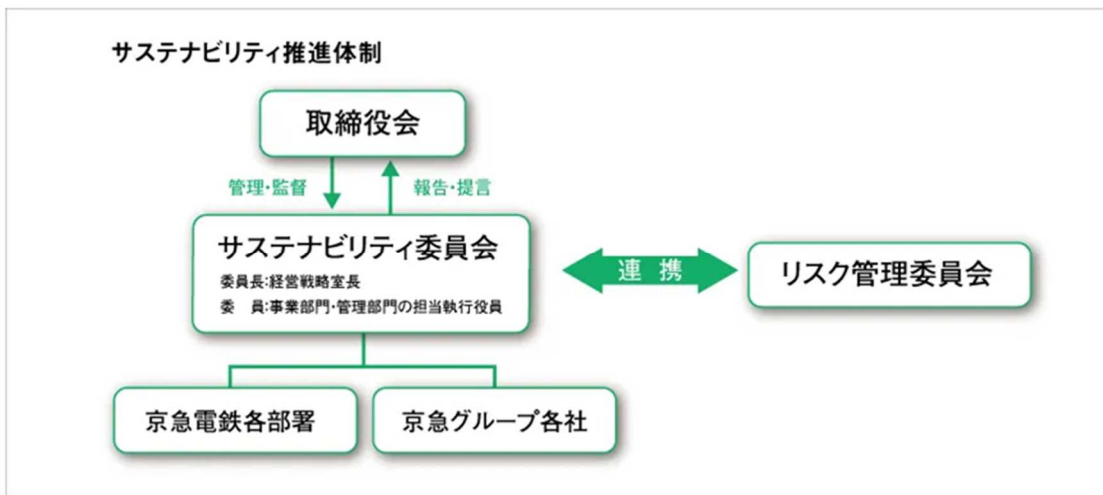 サステナビリティ推進体制
取締役会
管理・監督
報告・提言
サステナビリティ委員会
委員長:経営戦略室長
委　員:事業部門・管理部門の担当執行役員
連　携
リスク管理委員会
京急電鉄各部署
京急グループ各社